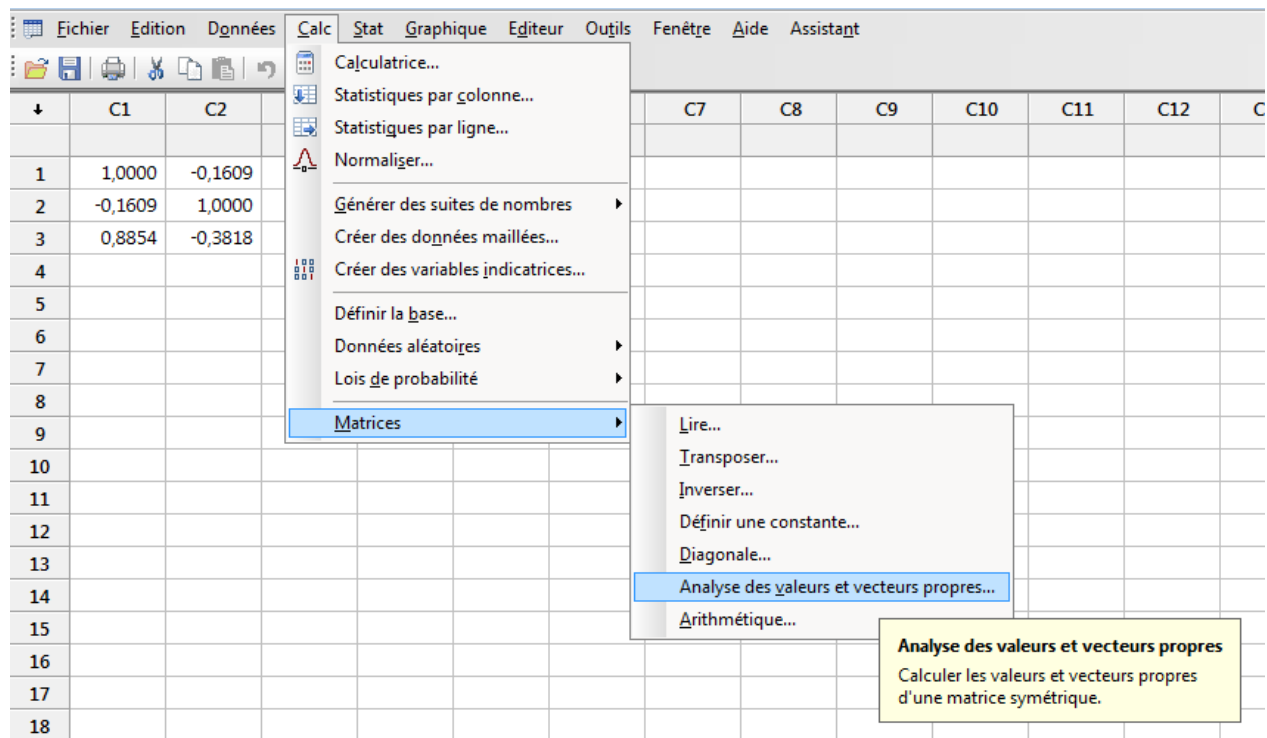 Fichier Edition Données Calc Stat Graphique Editeur Outils Fenêtre Aide Assistant
Calculatrice...
Statistiques par colonne...
Statistiques par ligne...
Normaliser...
Générer des suites de nombres
Créer des données maillées...
Créer des variables indicatrices...
Définir la base...
Données aléatoires
Lois de probabilité
Matrices
Lire...
Transposer...
Inverser...
Définir une constante...
Diagonale...
Analyse des valeurs et vecteurs propres...
Arithmétique...
Analyse des valeurs et vecteurs propres
Calculer les valeurs et vecteurs propres
d'une matrice symétrique.
C1 C2 C7 C8 C9 C10 C11 C12 C
1 1,0000 -0,1609
2 -0,1609 1,0000
3 0,8854 -0,3818
4
5
6
7
8
9
10
11
12
13
14
15
16
17
18